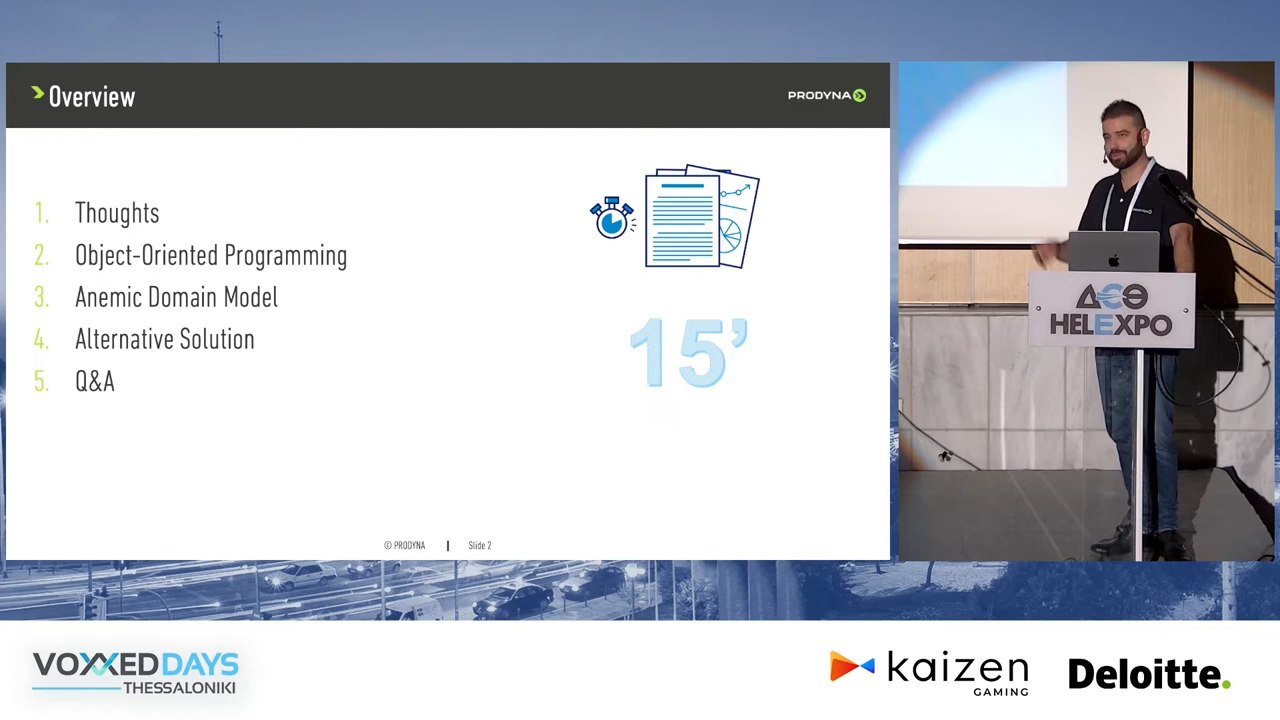 Overview
PRODYNA
1. Thoughts
2. Object-Oriented Programming
3. Anemic Domain Model
4. Alternative Solution
5. Q&A
15’
© PRODYNA | Slide 2
ΔΕΘ
HELEXPO
VOXXED DAYS
THESSALONIKI
kaizen
GAMING
Deloitte.